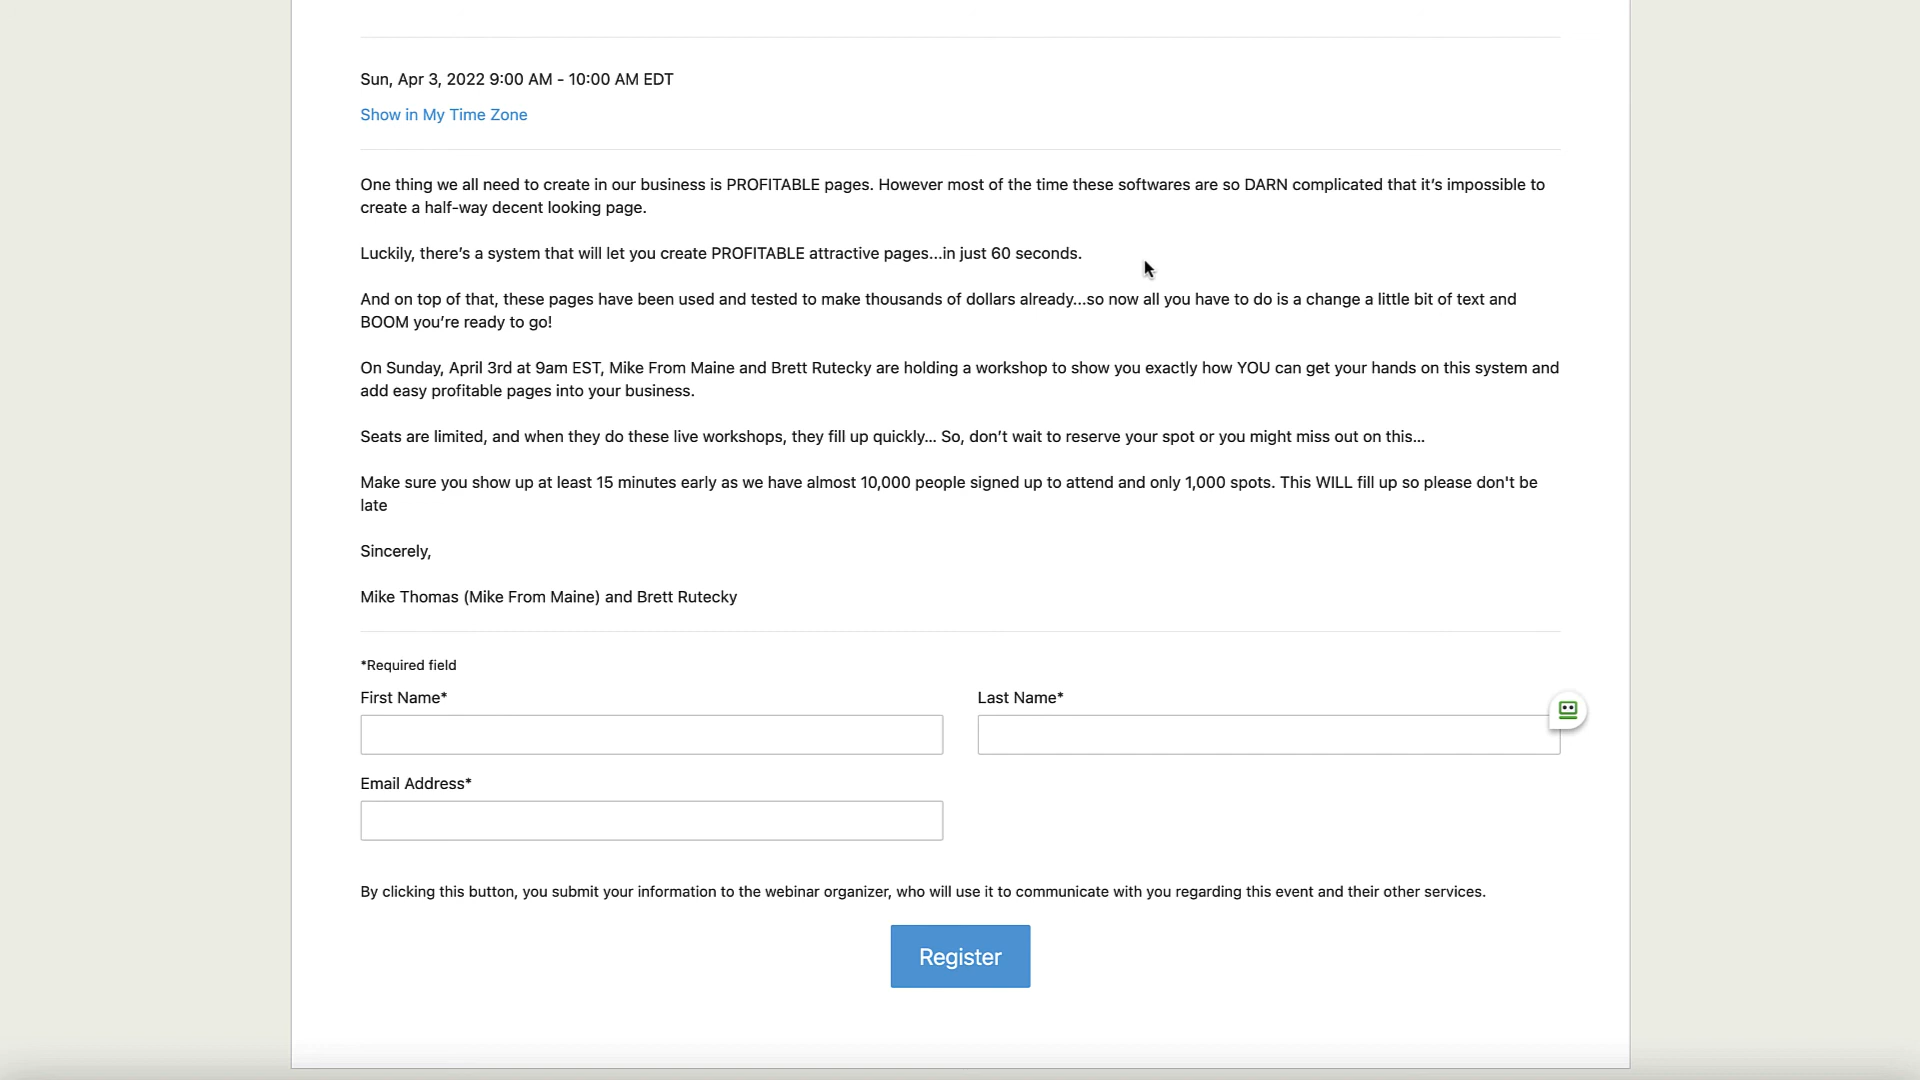 Sun, Apr 3, 2022 9:00 AM - 10:00 AM EDT
Show in My Time Zone
One thing we all need to create in our business is PROFITABLE pages. However most of the time these softwares are so DARN complicated that it's impossible to
create a half-way decent looking page.
Luckily, there's a system that will let you create PROFITABLE attractive pages...in just 60 seconds.
And on top of that, these pages have been used and tested to make thousands of dollars already...so now all you have to do is a change a little bit of text and
BOOM you're ready to go!
On Sunday, April 3rd at 9am EST, Mike From Maine and Brett Rutecky are holding a workshop to show you exactly how YOU can get your hands on this system and
add easy profitable pages into your business.
Seats are limited, and when they do these live workshops, they fill up quickly... So, don't wait to reserve your spot or you might miss out on this...
Make sure you show up at least 15 minutes early as we have almost 10,000 people signed up to attend and only 1,000 spots. This WILL fill up so please don't be
late
Sincerely,
Mike Thomas (Mike From Maine) and Brett Rutecky
*Required field
First Name*
Last Name*
Email Address*
By clicking this button, you submit your information to the webinar organizer, who will use it to communicate with you regarding this event and their other services.
Register